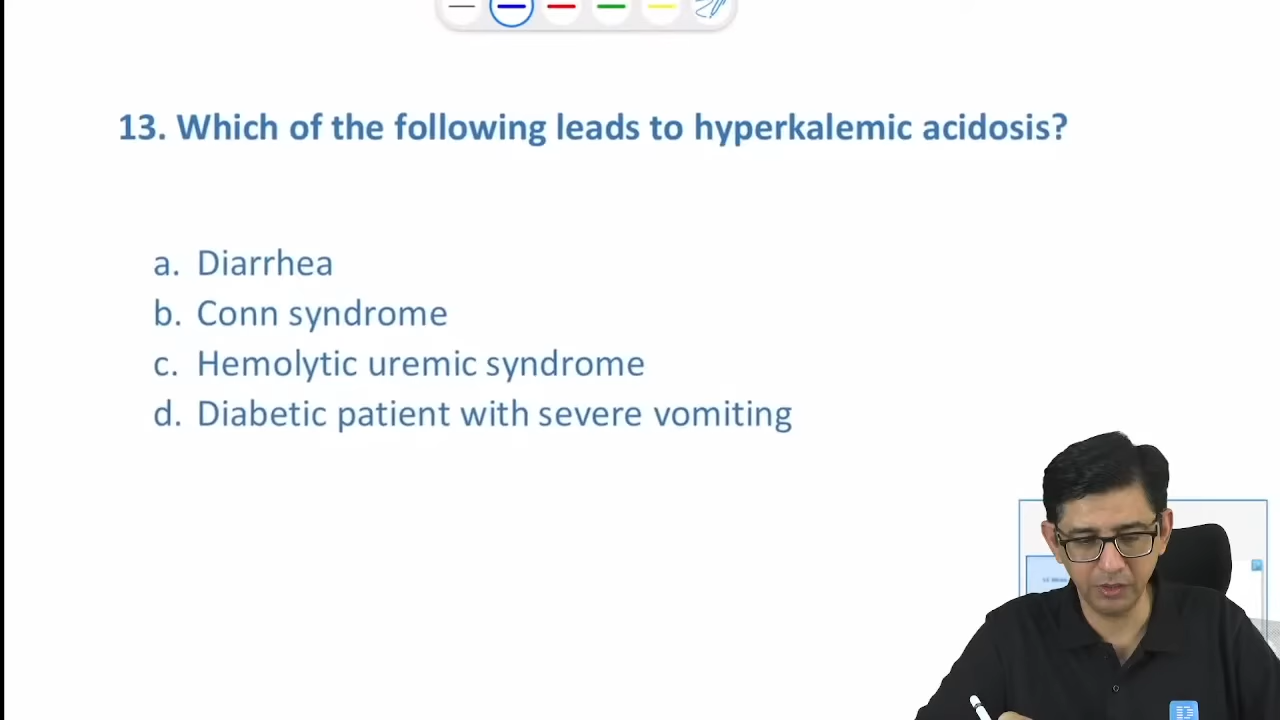 13. Which of the following leads to hyperkalemic acidosis?
a. Diarrhea
b. Conn syndrome
c. Hemolytic uremic syndrome
d. Diabetic patient with severe vomiting